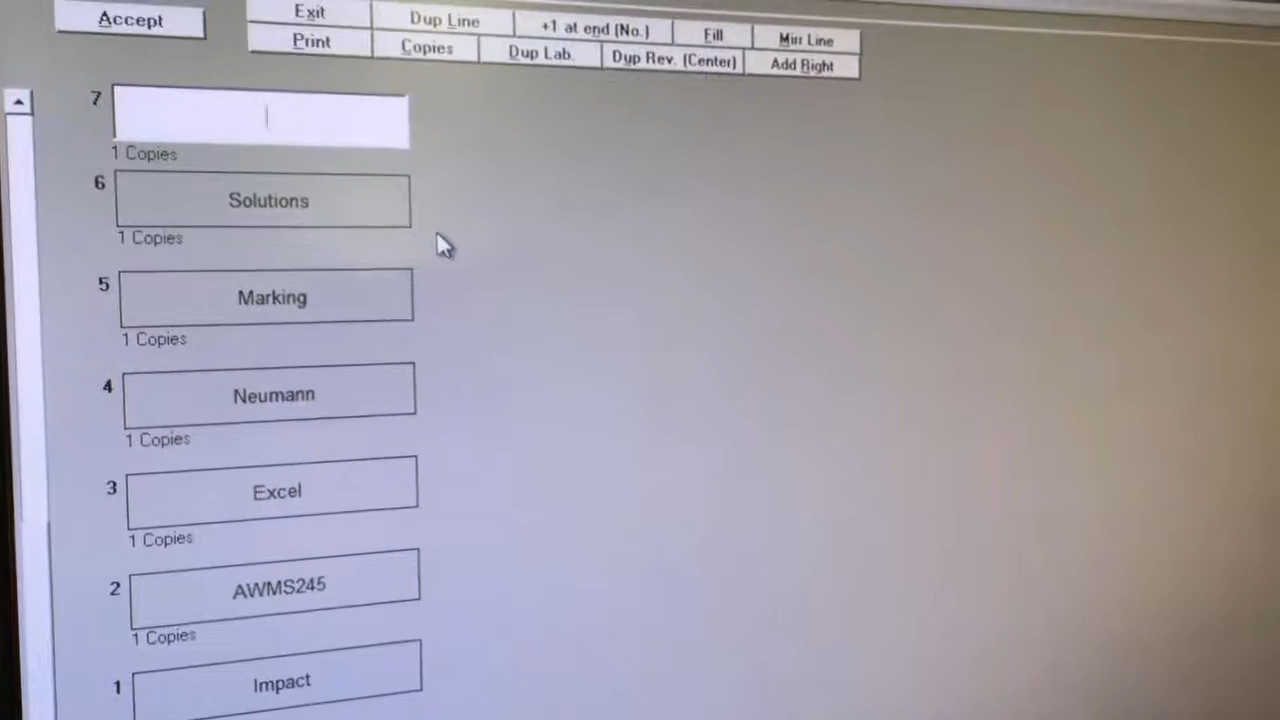 Accept
Exit
Dup Line
+1 at end (No.)
Fill
Mirr Line
Print
Copies
Dup Lab.
Dup Rev. (Center)
Add Right
7
1 Copies
6 Solutions
1 Copies
5 Marking
1 Copies
4 Neumann
1 Copies
3 Excel
1 Copies
2 AWMS245
1 Copies
1 Impact